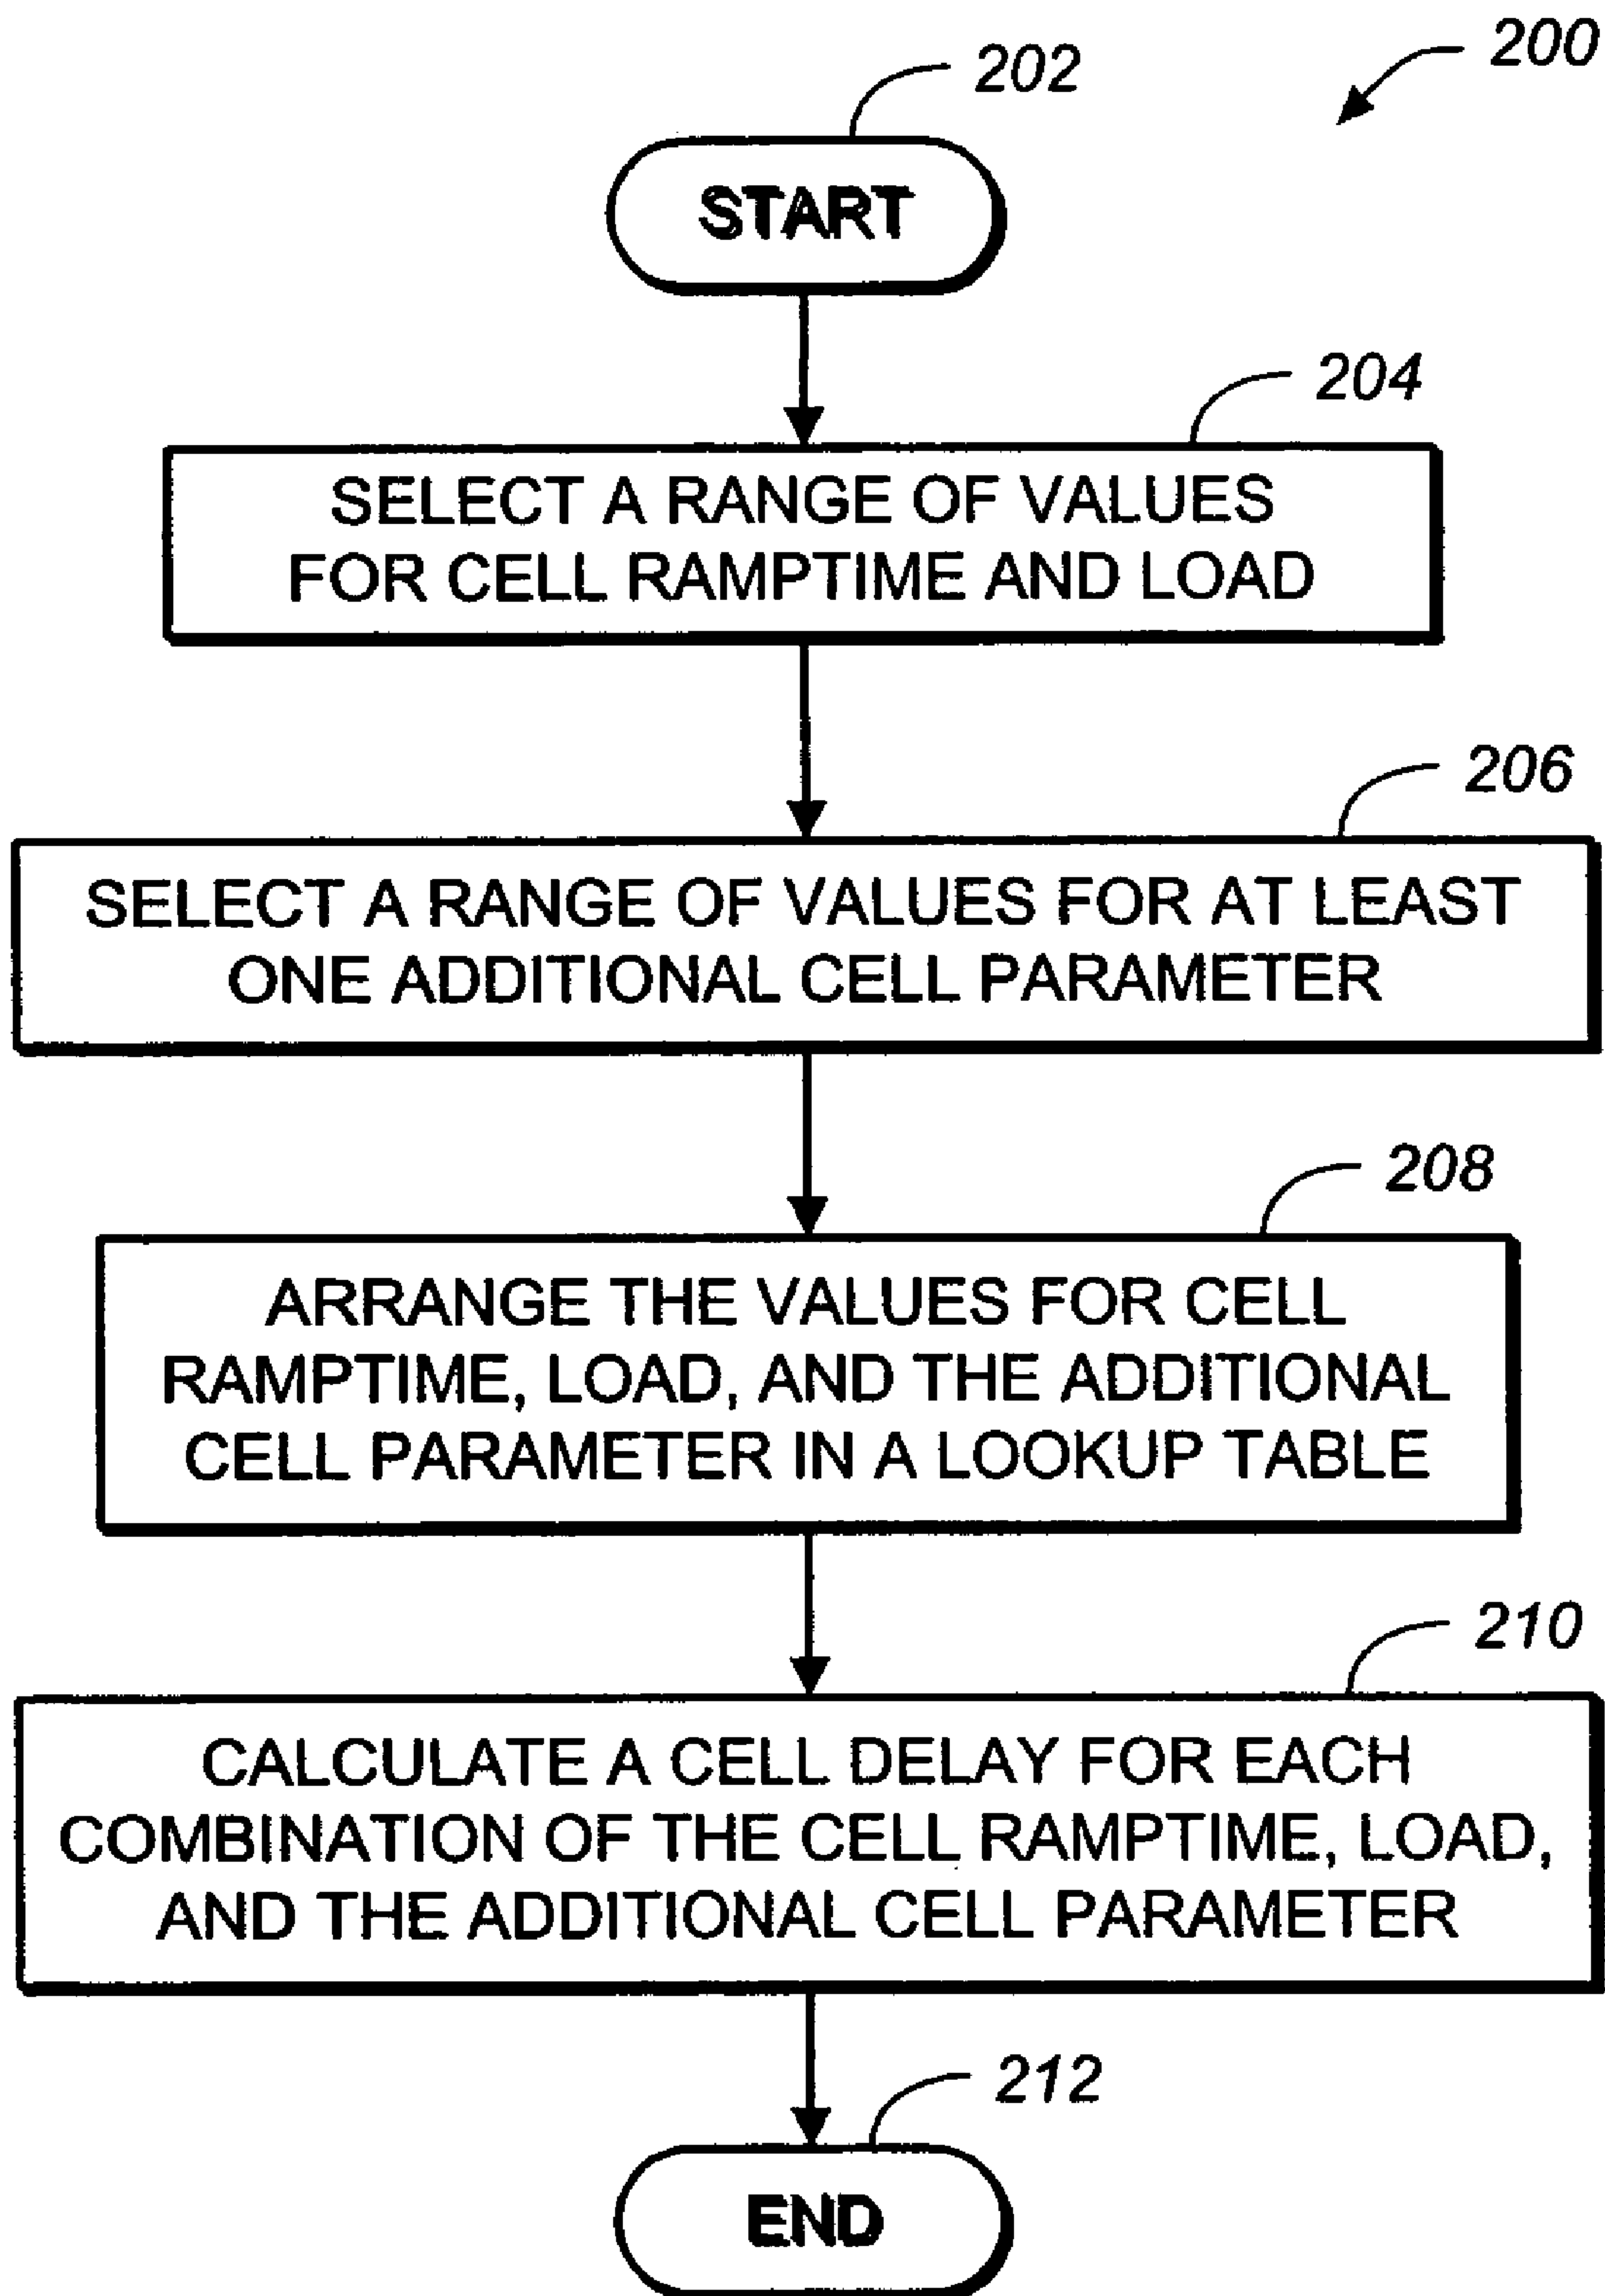 200
202
START
204
SELECT A RANGE OF VALUES
FOR CELL RAMPTIME AND LOAD
206
SELECT A RANGE OF VALUES FOR AT LEAST
ONE ADDITIONAL CELL PARAMETER
208
ARRANGE THE VALUES FOR CELL
RAMPTIME, LOAD, AND THE ADDITIONAL
CELL PARAMETER IN A LOOKUP TABLE
210
CALCULATE A CELL DELAY FOR EACH
COMBINATION OF THE CELL RAMPTIME, LOAD,
AND THE ADDITIONAL CELL PARAMETER
212
END